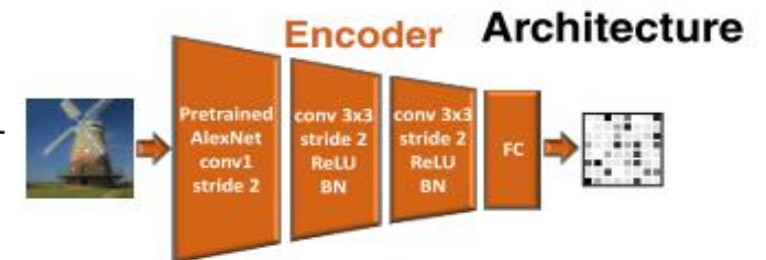 Encoder Architecture
Pretrained
AlexNet
conv1
stride 2
conv 3x3
stride 2
ReLU
BN
conv 3x3
stride 2
ReLU
BN
FC